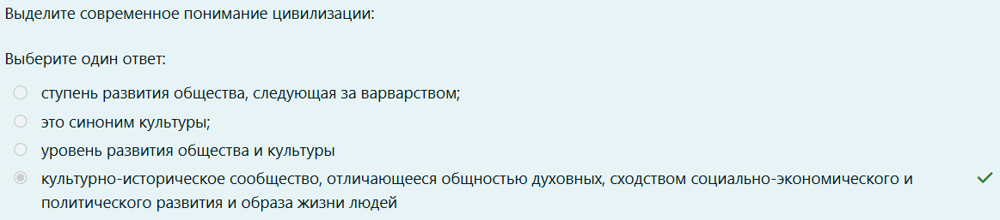 Выделите современное понимание цивилизации:
Выберите один ответ:
ступень развития общества, следующая за варварством;
это синоним культуры;
уровень развития общества и культуры
культурно-историческое сообщество, отличающееся общностью духовных, сходством социально-экономического и
политического развития и образа жизни людей